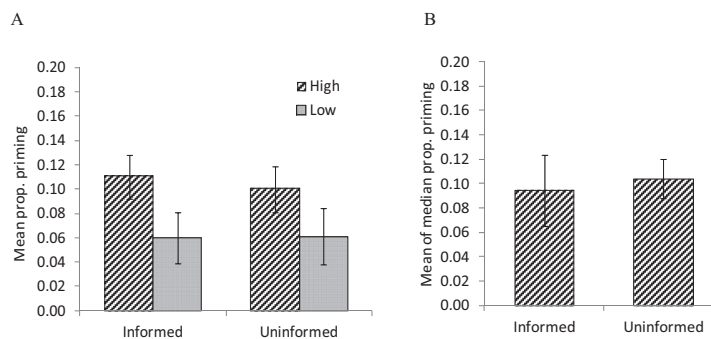 A
Mean prop. priming
0.20
0.18
0.16
0.14
0.12
0.10
0.08
0.06
0.04
0.02
0.00
High
Low
Informed
Uninformed
B
Mean of median prop. priming
0.20
0.18
0.16
0.14
0.12
0.10
0.08
0.06
0.04
0.02
0.00
Informed
Uninformed